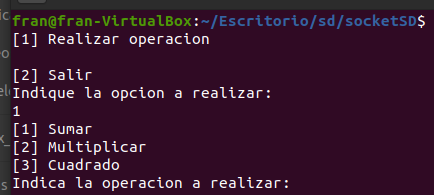 fran@fran-VirtualBox:~/Escritorio/sd/socketSD$
[1] Realizar operacion
[2] Salir
Indique la opcion a realizar:
1
[1] Sumar
[2] Multiplicar
[3] Cuadrado
Indica la operacion a realizar: